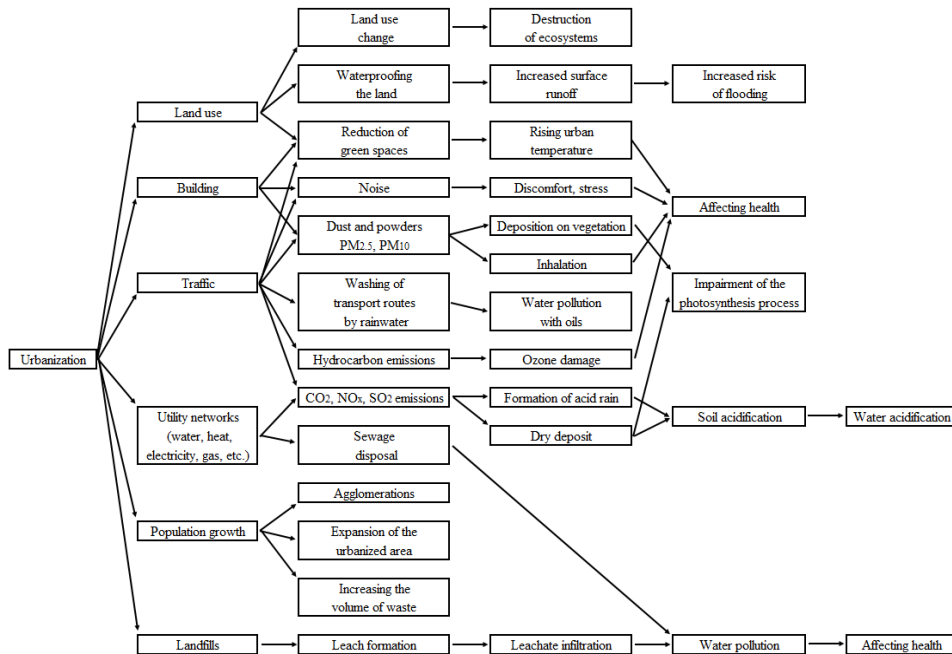 Land use
change
Destruction
of ecosystems
Waterproofing
the land
Increased surface
runoff
Increased risk
of flooding
Land use
Reduction of
green spaces
Rising urban
temperature
Building
Noise
Discomfort, stress
Affecting health
Dust and powders
PM2.5, PM10
Deposition on vegetation
Inhalation
Traffic
Washing of
transport routes
by rainwater
Water pollution
with oils
Impairment of the
photosynthesis process
Urbanization
Hydrocarbon emissions
Ozone damage
CO2, NOx, SO2 emissions
Formation of acid rain
Soil acidification
Water acidification
Utility networks
(water, heat,
electricity, gas, etc.)
Dry deposit
Sewage
disposal
Agglomerations
Population growth
Expansion of the
urbanized area
Increasing the
volume of waste
Landfills
Leach formation
Leachate infiltration
Water pollution
Affecting health